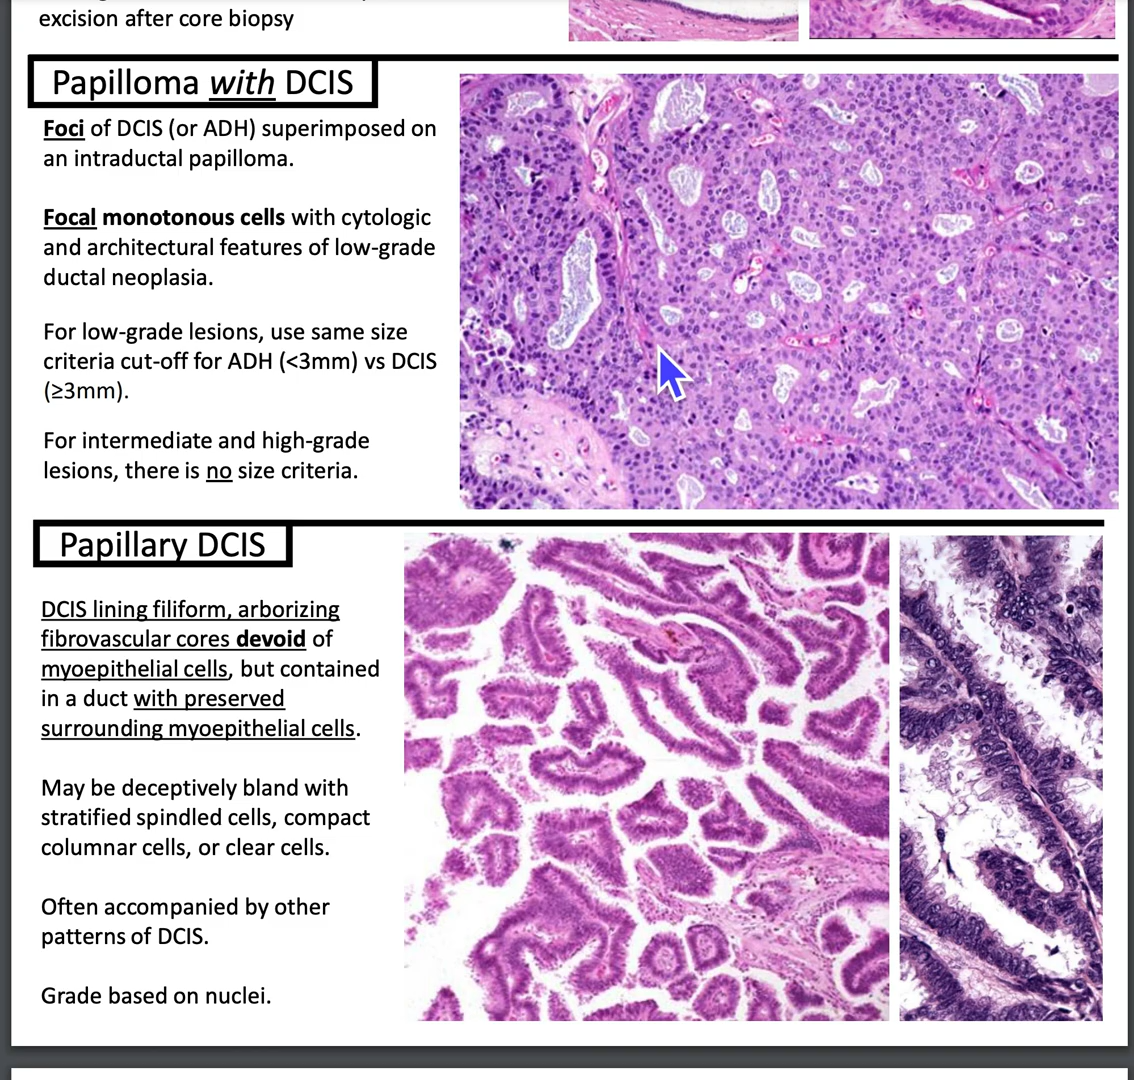 excision after core biopsy
Papilloma with DCIS
Foci of DCIS (or ADH) superimposed on
an intraductal papilloma.
Focal monotonous cells with cytologic
and architectural features of low-grade
ductal neoplasia.
For low-grade lesions, use same size
criteria cut-off for ADH (<3mm) vs DCIS
(≥3mm).
For intermediate and high-grade
lesions, there is no size criteria.
Papillary DCIS
DCIS lining filiform, arborizing
fibrovascular cores devoid of
myoepithelial cells, but contained
in a duct with preserved
surrounding myoepithelial cells.
May be deceptively bland with
stratified spindled cells, compact
columnar cells, or clear cells.
Often accompanied by other
patterns of DCIS.
Grade based on nuclei.